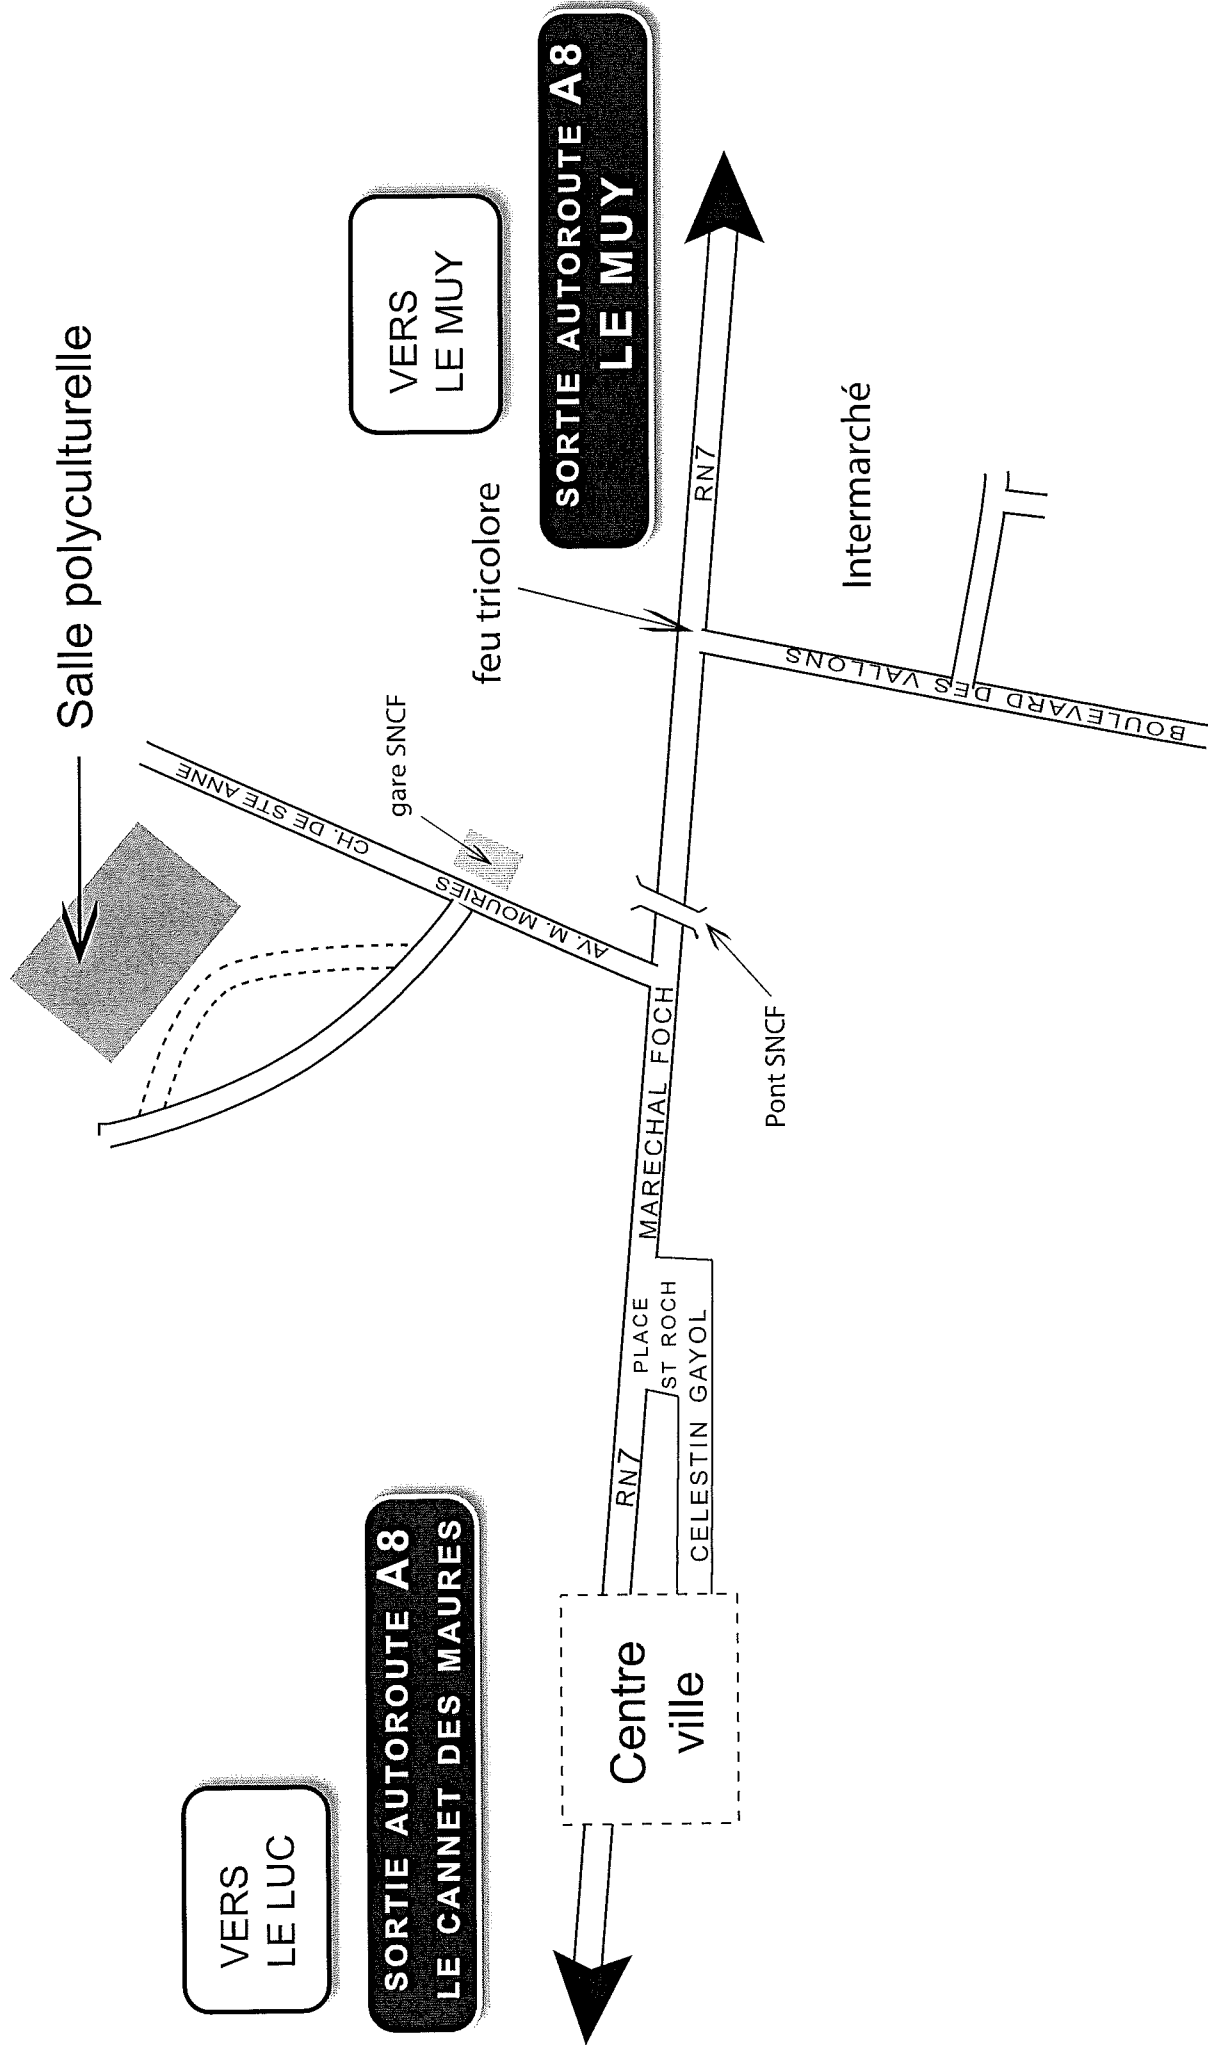 Salle polyculturelle
VERS
LE LUC
SORTIE AUTOROUTE A8
LE CANNET DES MAURES
VERS
LE MUY
SORTIE AUTOROUTE A8
LE MUY
CH. DE STE ANNE
gare SNCF
AV. M. MOURIES
feu tricolore
Centre
ville
RN7
PLACE
ST ROCH
CELESTIN GAYOL
MARECHAL FOCH
Pont SNCF
RN7
Intermarché
BOULEVARD DES VALLONS